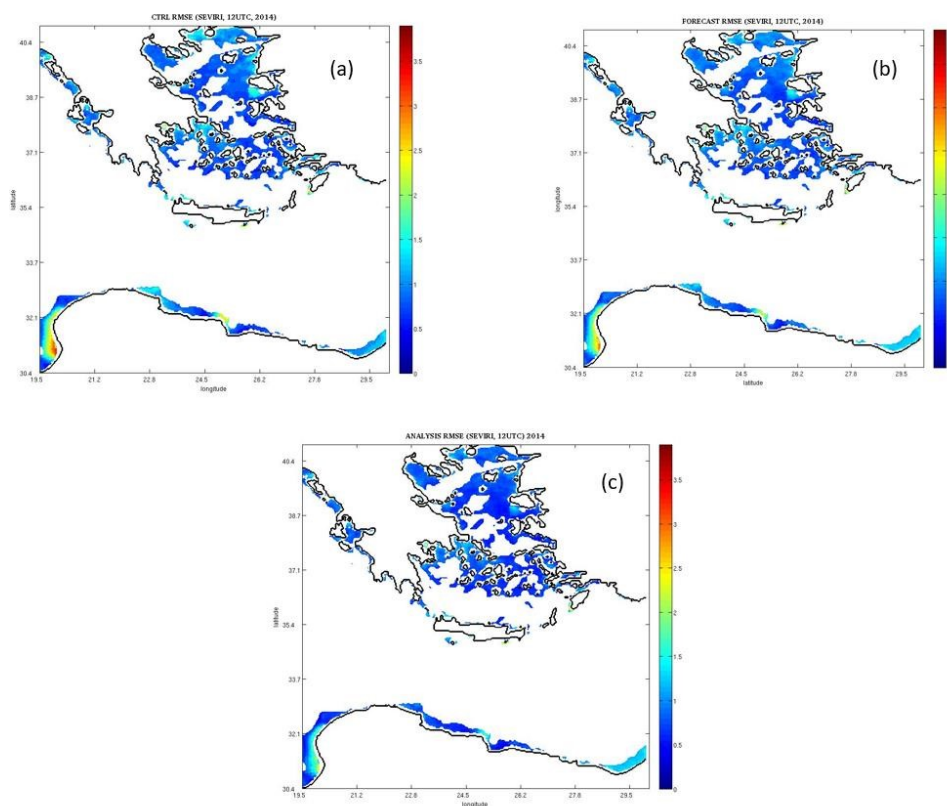 CTRL RMSE (SEVIRI, 12UTC, 2014)
(a)
40.4
38.7
37.1
35.4
33.7
32.1
30.4
latitude
19.5 21.2 22.8 24.5 26.2 27.8 29.5
longitude
3.5
3
2.5
2
1.5
1
0.5
0
FORECAST RMSE (SEVIRI, 12UTC, 2014)
(b)
40.4
38.7
37.1
35.4
33.7
32.1
30.4
longitude
19.5 21.2 22.8 24.5 26.2 27.8 29.5
latitude
ANALYSIS RMSE (SEVIRI, 12UTC) 2014
(c)
40.4
38.7
37.1
35.4
33.7
32.1
30.4
latitude
19.5 21.2 22.8 24.5 26.2 27.8 29.5
longitude
3.5
3
2.5
2
1.5
1
0.5
0